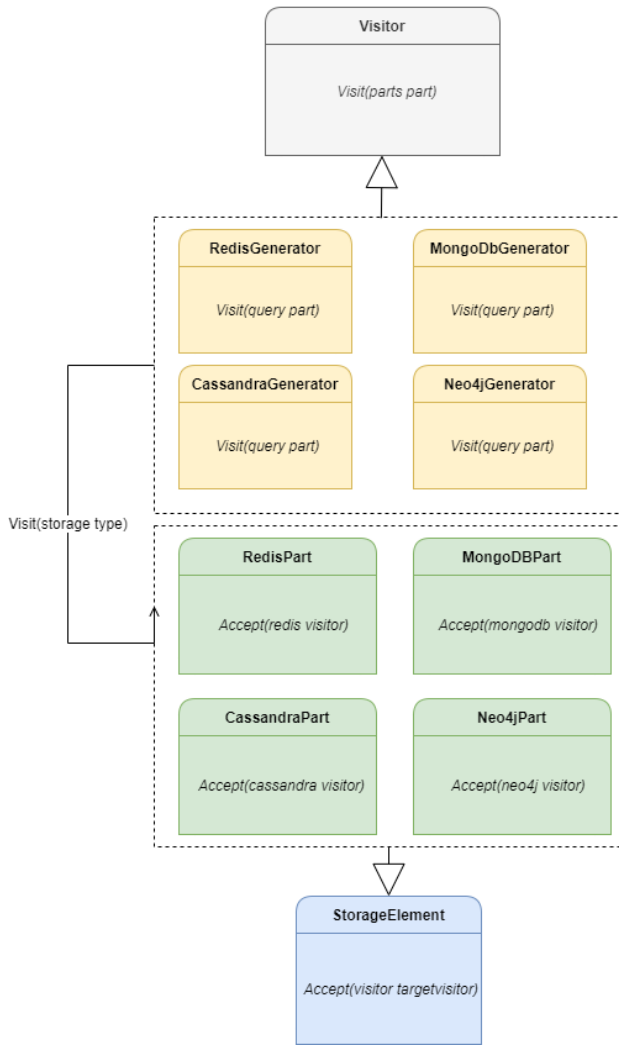 Visitor
Visit(parts part)
RedisGenerator
MongoDbGenerator
Visit(query part)
Visit(query part)
CassandraGenerator
Neo4jGenerator
Visit(query part)
Visit(query part)
Visit(storage type)
RedisPart
MongoDBPart
Accept(redis visitor)
Accept(mongodb visitor)
CassandraPart
Neo4jPart
Accept(cassandra visitor)
Accept(neo4j visitor)
StorageElement
Accept(visitor targetvisitor)